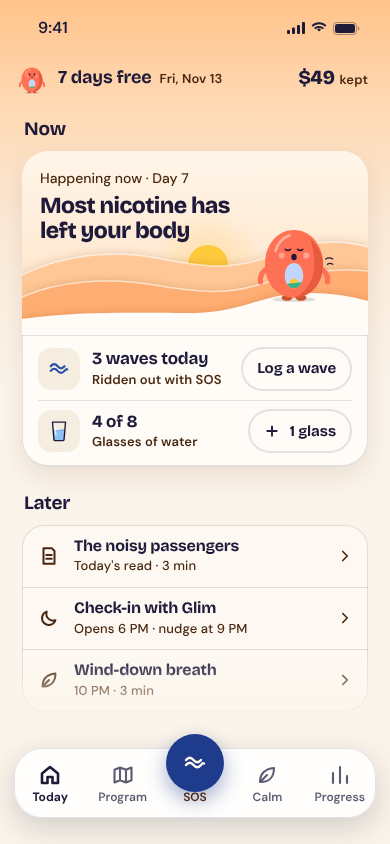 9:41
7 days free Fri, Nov 13
$49 kept
Now
Happening now · Day 7
Most nicotine has
left your body
3 waves today
Ridden out with SOS
Log a wave
4 of 8
Glasses of water
+ 1 glass
Later
The noisy passengers
Today's read · 3 min
Check-in with Glim
Opens 6 PM · nudge at 9 PM
Wind-down breath
10 PM · 3 min
Today
Program
SOS
Calm
Progress